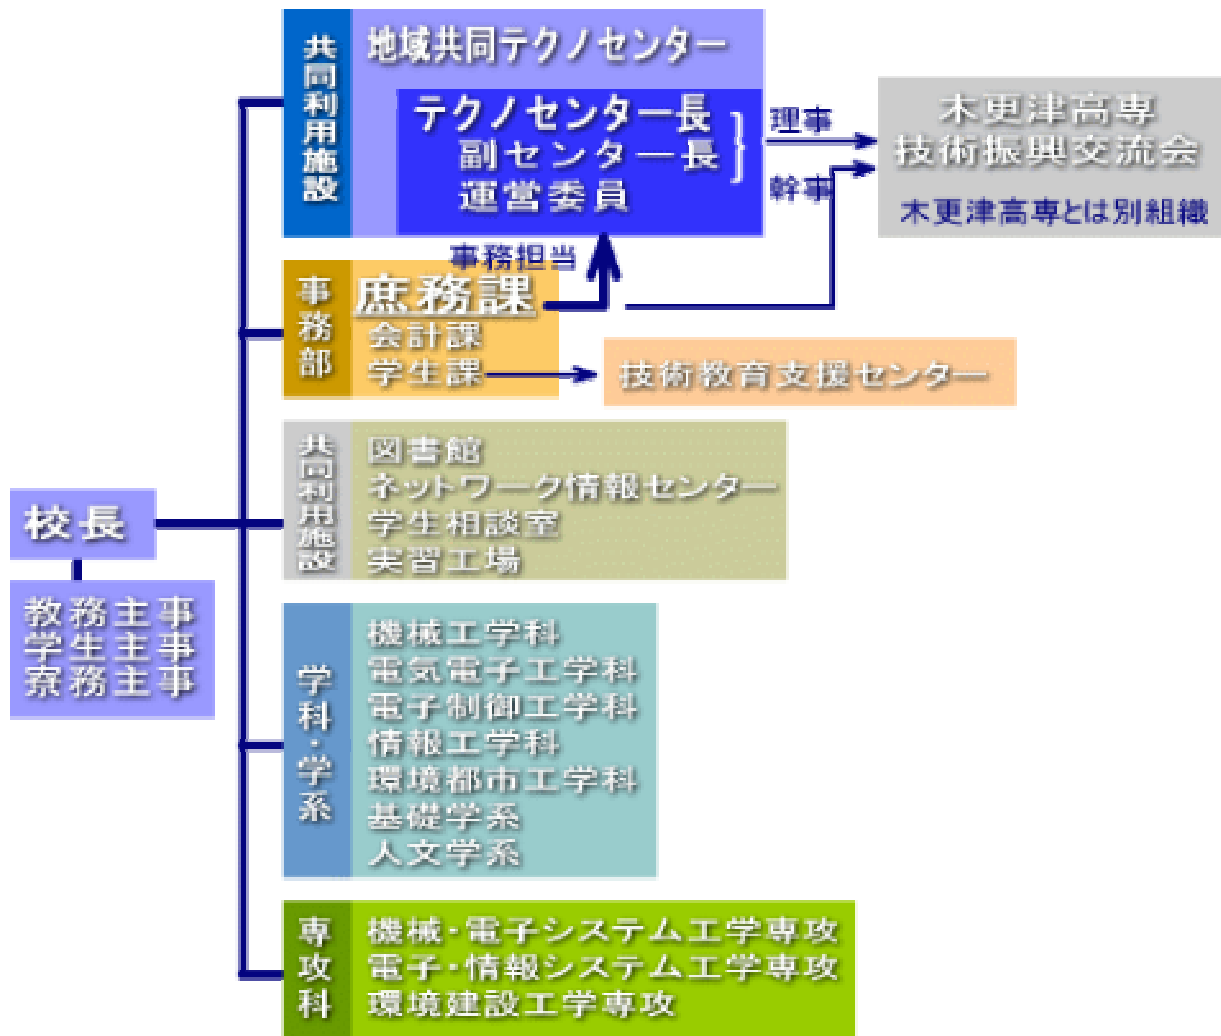 共同利用施設
地域共同テクノセンター
テクノセンター長
副センター長
運営委員
理事
幹事
木更津高専
技術振興交流会
木更津高専とは別組織
事務担当
事務部
庶務課
会計課
学生課
技術教育支援センター
共同利用施設
図書館
ネットワーク情報センター
学生相談室
実習工場
校長
教務主事
学生主事
寮務主事
学科・学系
機械工学科
電気電子工学科
電子制御工学科
情報工学科
環境都市工学科
基礎学系
人文学系
専攻科
機械・電子システム工学専攻
電子・情報システム工学専攻
環境建設工学専攻